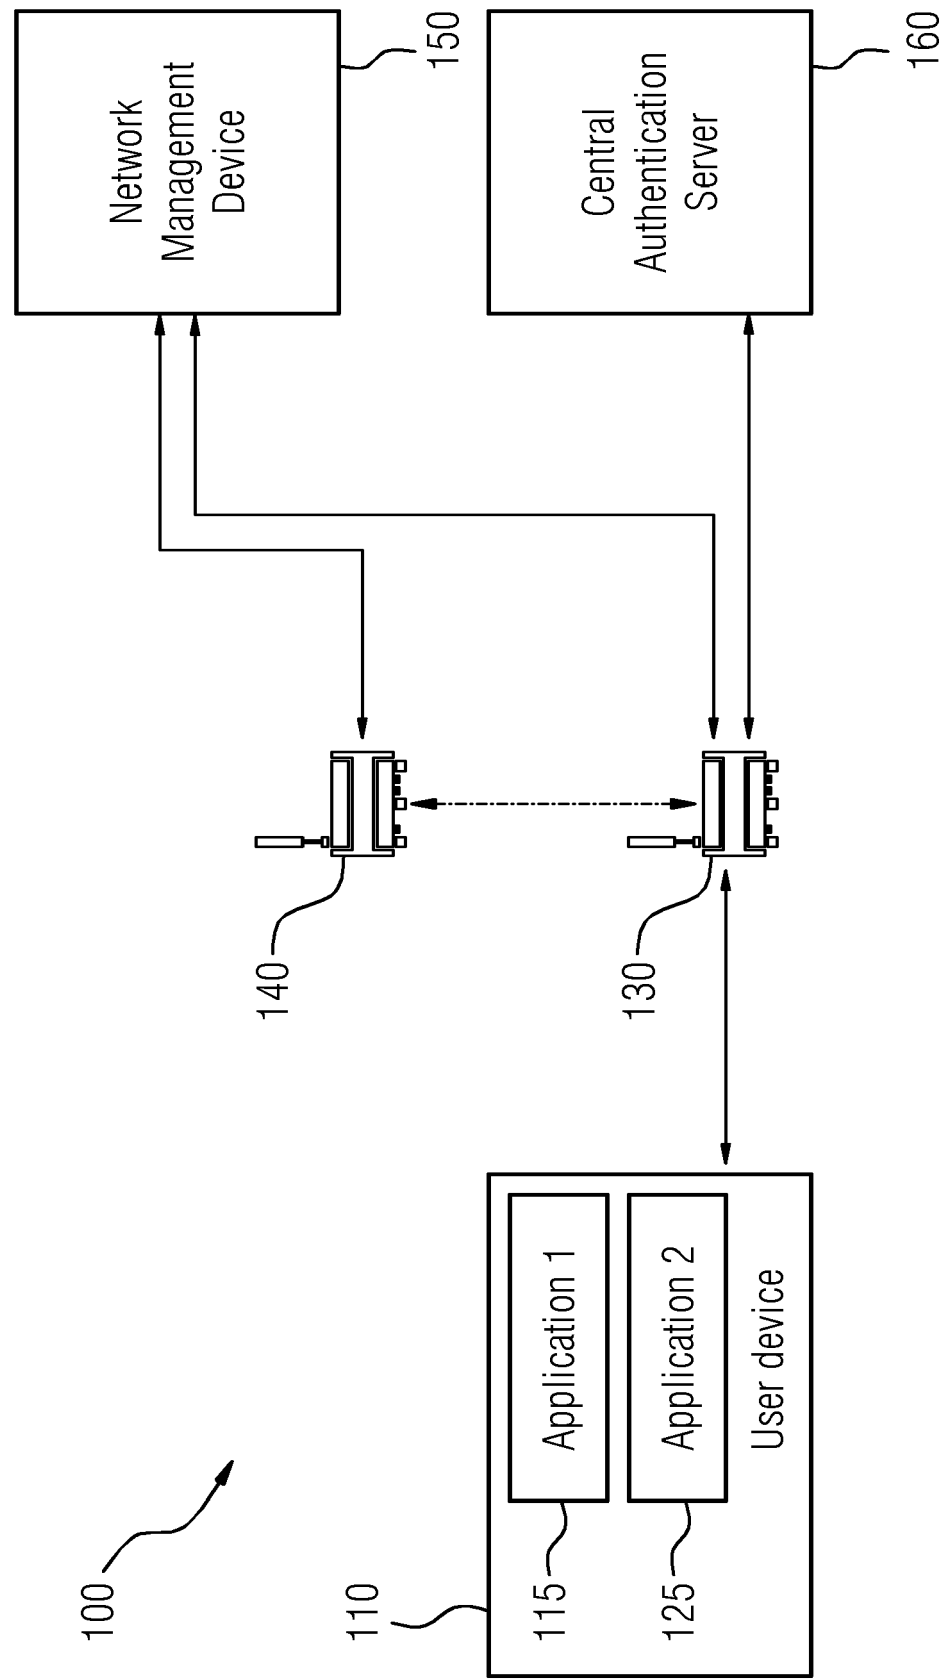 100
110
115
Application 1
125
Application 2
User device
140
130
Network
Management
Device
150
Central
Authentication
Server
160